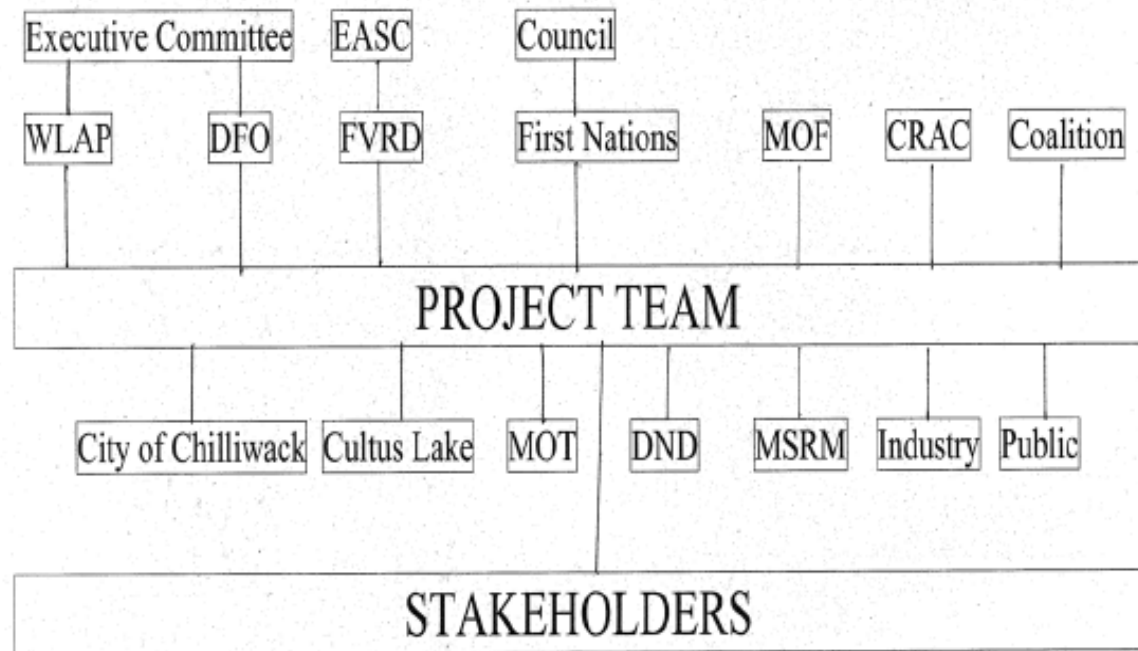 Executive Committee EASC Council
WLAP DFO FVRD First Nations MOF CRAC Coalition
PROJECT TEAM
City of Chilliwack Cultus Lake MOT DND MSRM Industry Public
STAKEHOLDERS